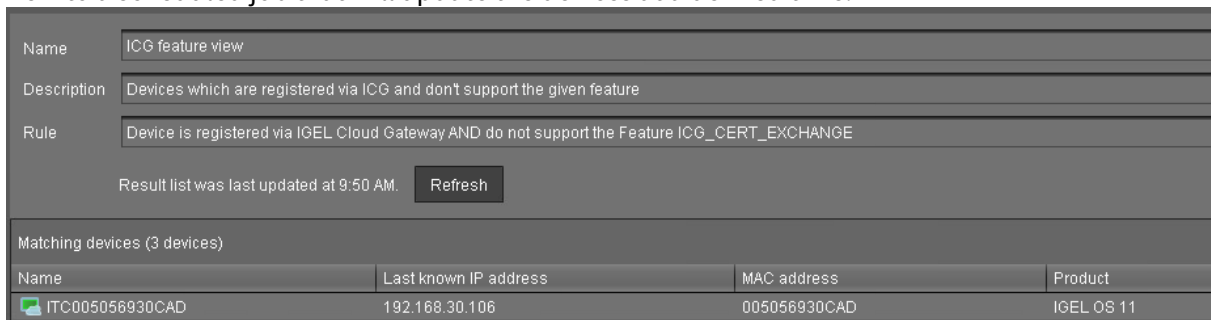 Name ICG feature view
Description Devices which are registered via ICG and don't support the given feature
Rule Device is registered via IGEL Cloud Gateway AND do not support the Feature ICG_CERT_EXCHANGE
Result list was last updated at 9:50 AM. Refresh
Matching devices (3 devices)
Name Last known IP address MAC address Product
ITC005056930CAD 192.168.30.106 005056930CAD IGEL OS 11